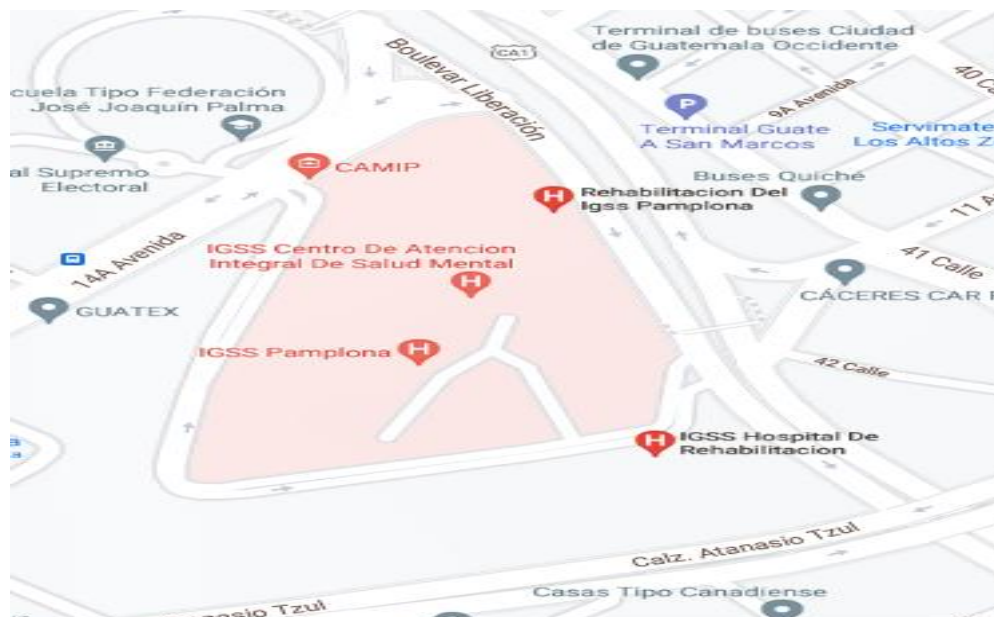 Boulevar Liberación
CA1
Terminal de buses Ciudad
de Guatemala Occidente
cuela Tipo Federación
José Joaquín Palma
9A Avenida
40 Ca
Terminal Guate
A San Marcos
Servimate
Los Altos Z
al Supremo
Electoral
CAMIP
Rehabilitacion Del
Igss Pamplona
Buses Quiché
11 A
14A Avenida
IGSS Centro De Atencion
Integral De Salud Mental
41 Calle
GUATEX
CÁCERES CAR
IGSS Pamplona
42 Calle
IGSS Hospital De
Rehabilitacion
Calz. Atanasio Tzul
Casas Tipo Canadiense
asio Tzul